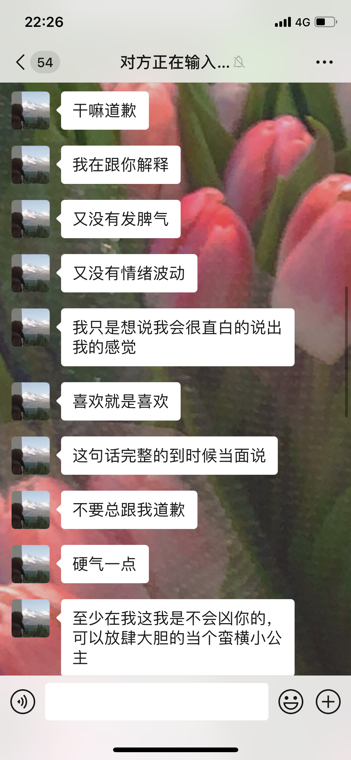 22:26
4G
54
对方正在输入...
干嘛道歉
我在跟你解释
又没有发脾气
又没有情绪波动
我只是想说我会很直白的说出
我的感觉
喜欢就是喜欢
这句话完整的到时候当面说
不要总跟我道歉
硬气一点
至少在我这我是不会凶你的，
可以放肆大胆的当个蛮横小公
主